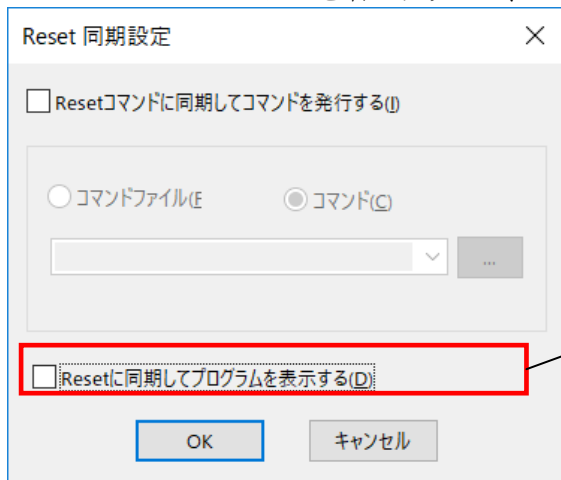 Reset 同期設定
Resetコマンドに同期してコマンドを発行する(I)
コマンドファイル(F
コマンド(C)
...
Resetに同期してプログラムを表示する(D)
OK
キャンセル